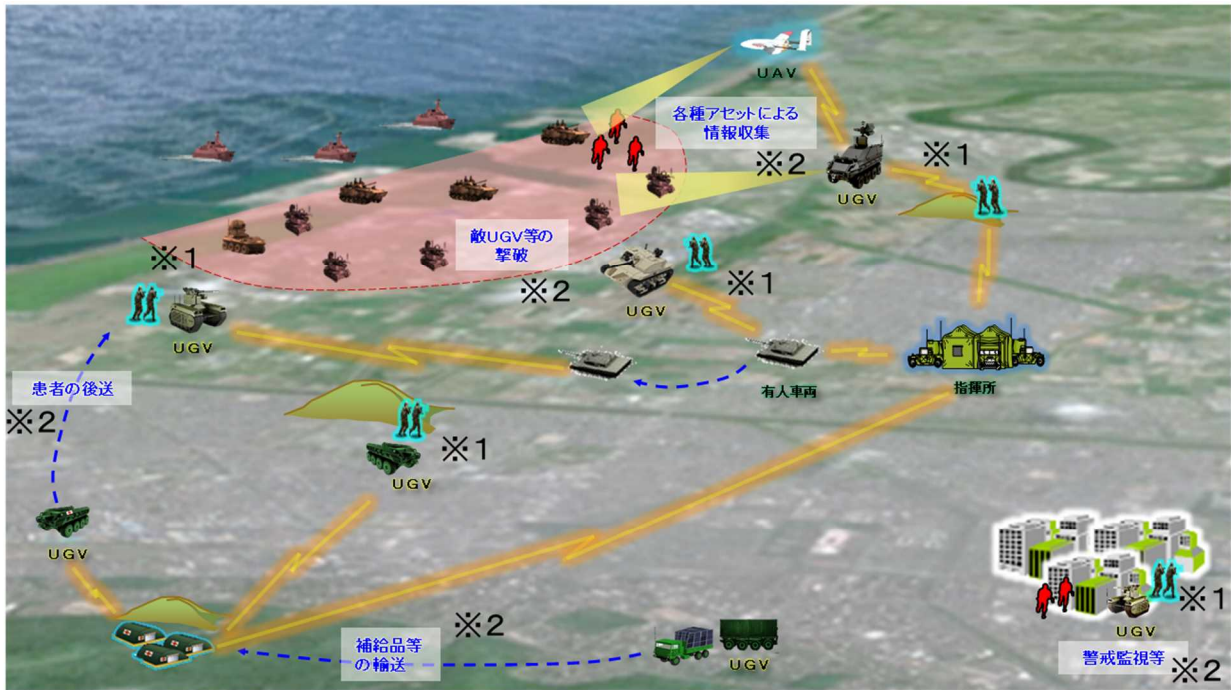 UAV
各種アセットによる
情報収集
※2
※1
UGV
敵UGV等の
撃破
※1
※2
※1
UGV
UGV
患者の後送
※2
有人車両
指揮所
※1
UGV
UGV
※1
UGV
補給品等
の輸送
※2
UGV
警戒監視等
※2